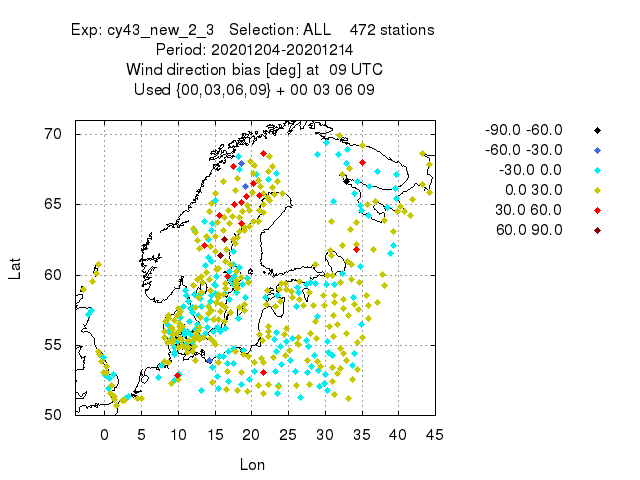 Exp: cy43_new_2_3 Selection: ALL 472 stations
Period: 20201204-20201214
Wind direction bias [deg] at 09 UTC
Used {00,03,06,09} + 00 03 06 09
-90.0 -60.0
-60.0 -30.0
-30.0 0.0
0.0 30.0
30.0 60.0
60.0 90.0
70
65
60
55
50
Lat
0 5 10 15 20 25 30 35 40 45
Lon